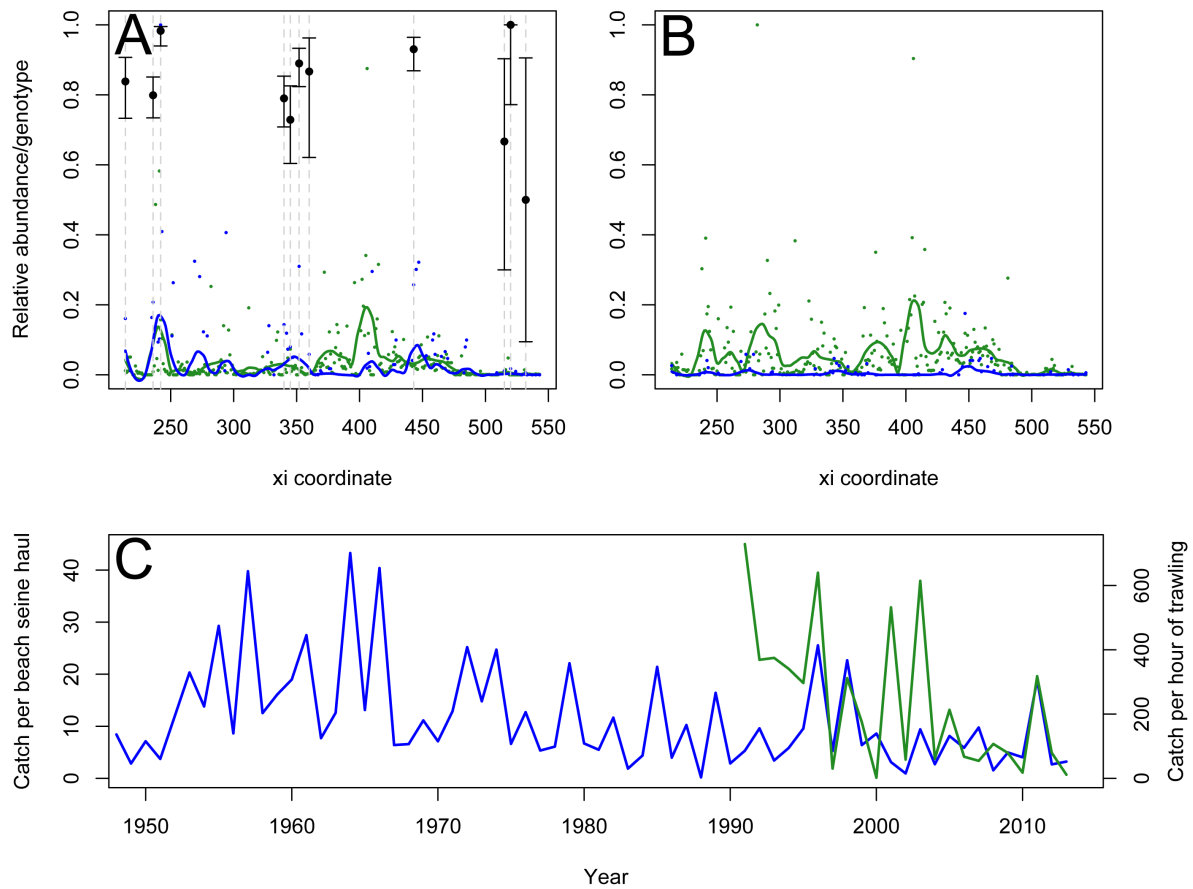 A
B
Relative abundance/genotype
1.0
0.8
0.6
0.4
0.2
0.0
250 300 350 400 450 500 550
xi coordinate
1.0
0.8
0.6
0.4
0.2
0.0
250 300 350 400 450 500 550
xi coordinate
C
Catch per beach seine haul
40
30
20
10
0
Catch per hour of trawling
600
400
200
0
1950 1960 1970 1980 1990 2000 2010
Year